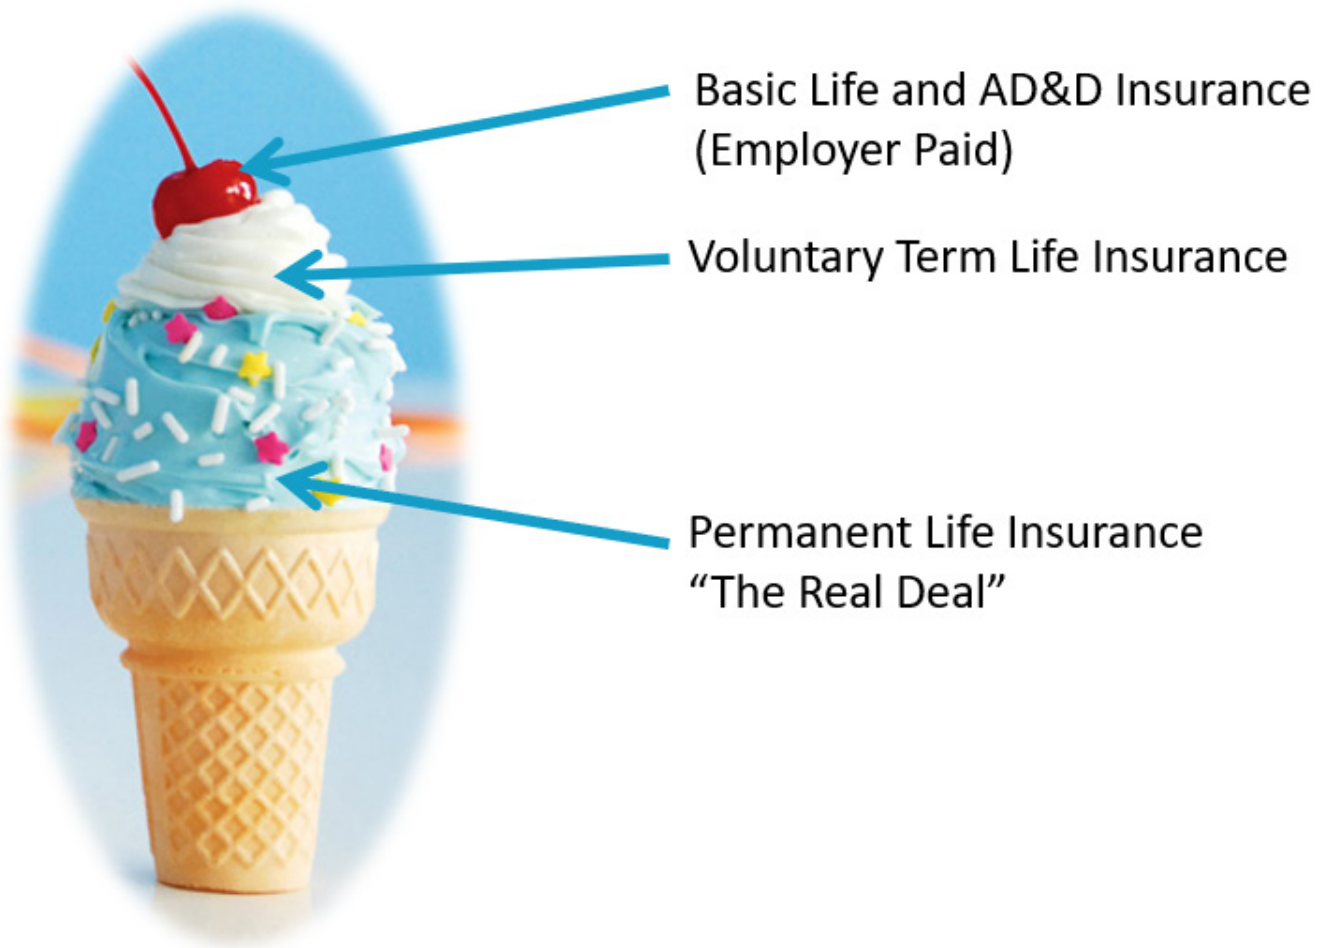 Basic Life and AD&D Insurance
(Employer Paid)
Voluntary Term Life Insurance
Permanent Life Insurance
“The Real Deal”